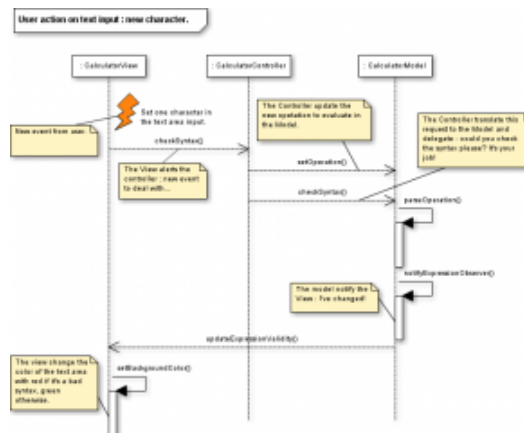 User action on text input : new character.
: CalculatorView
: CalculatorController
: CalculatorModel
Set one character in
the text area input.
New event from user.
The Controller update the
new opetation to evaluate in
the Model.
The Controller translate this
request to the Model and
delegate : could you check
the syntax please? It's your
job!
checkSyntax()
The View alerts the
controller : new event
to deal with...
setOperation()
checkSyntax()
parseOperation()
notifyExpressionObserver()
The model notify the
View : I've changed!
updateExpressionValidity()
The view change the
color of the text area
with red if it's a bad
syntax, green
otherwise.
setBackgroundColor()